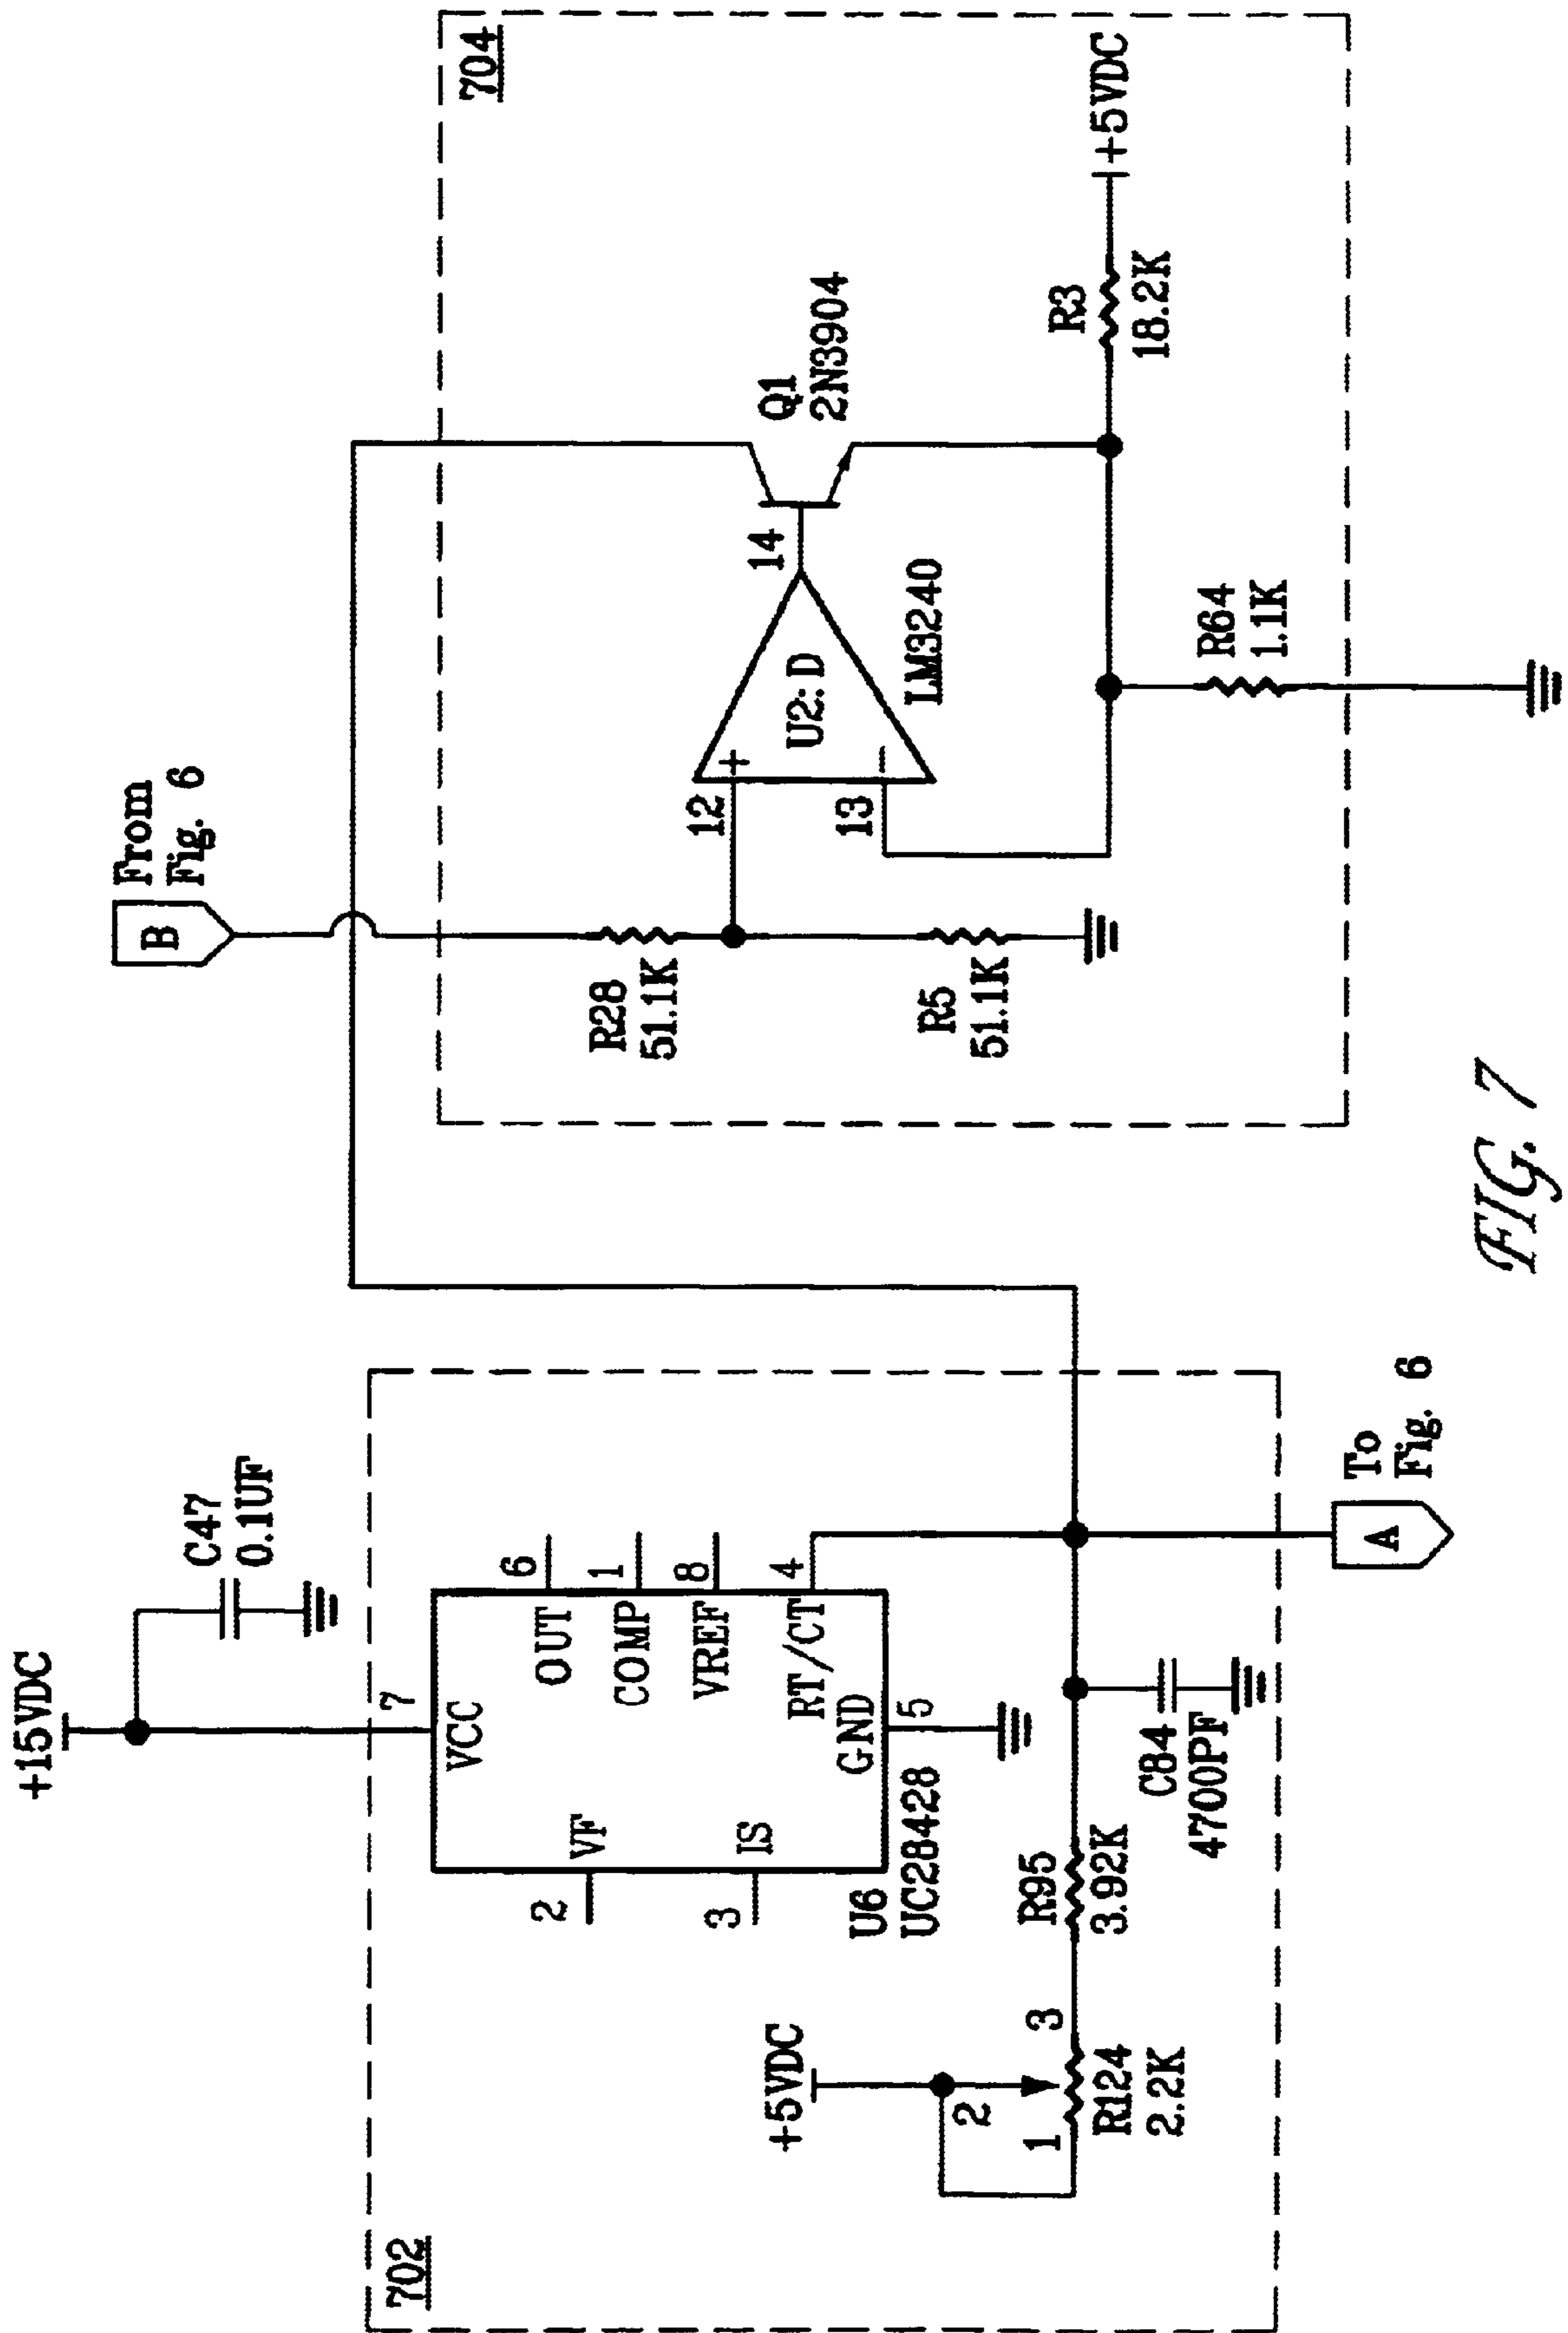 +15VDC
C47
0.1UF
702
7
VCC
2
VF
3
IS
OUT
6
COMP
1
VREF
8
RT/CT
4
GND
5
U6
UC28428
+5VDC
2
1
3
R124
2.2K
R95
3.92K
C84
4700PF
A
To
Fig. 6
704
B
From
Fig. 6
R28
51.1K
R5
51.1K
12
+
13
−
U2: D
14
LM3240
Q1
2N3904
R3
18.2K
+5VDC
R64
1.1K
FIG. 7